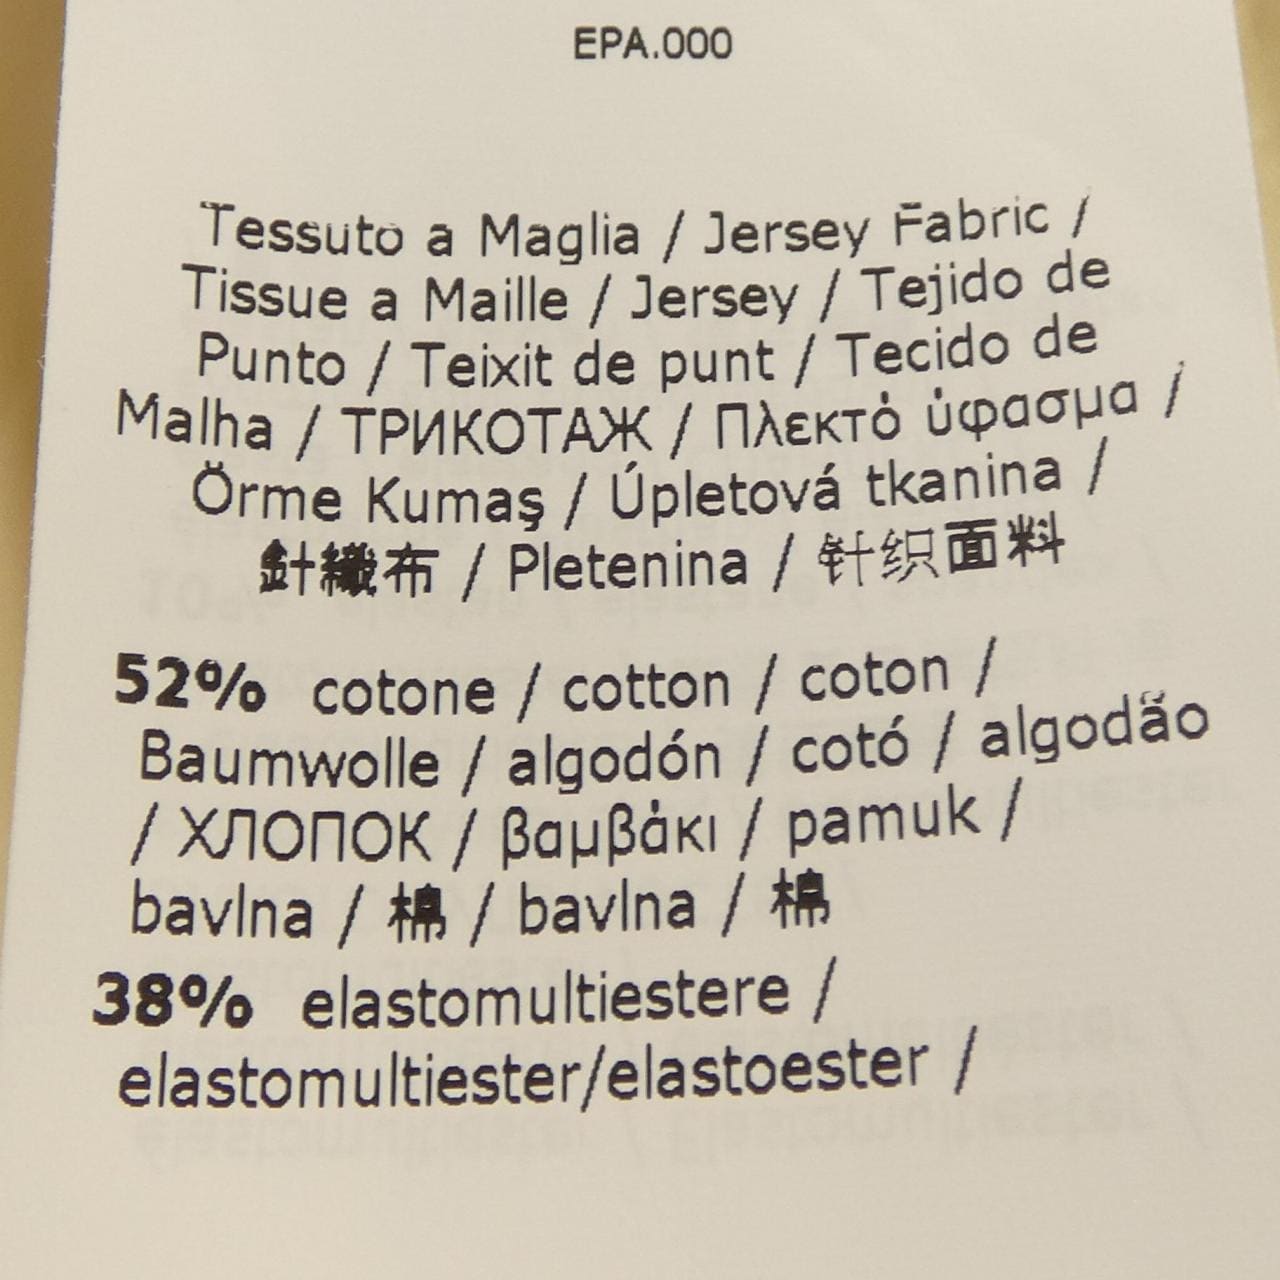 EPA.000
Tessuto a Maglia / Jersey Fabric /
Tissue a Maille / Jersey / Tejido de
Punto / Teixit de punt / Tecido de
Malha / ТРИКОТАЖ / Πλεκτό ύφασμα /
Örme Kumaş / Úpletová tkanina /
針織布 / Pletenina / 针织面料
52% cotone / cotton / coton /
Baumwolle / algodón / cotó / algodão
/ ХЛОПОК / βαμβάκι / pamuk /
bavlna / 棉 / bavlna / 棉
38% elastomultiestere /
elastomultiester/elastoester /